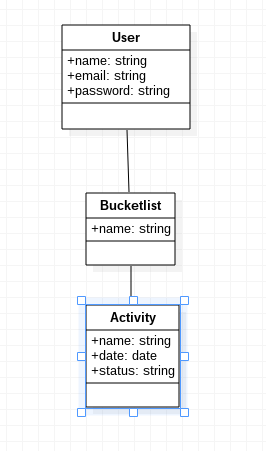 User
+name: string
+email: string
+password: string
Bucketlist
+name: string
Activity
+name: string
+date: date
+status: string